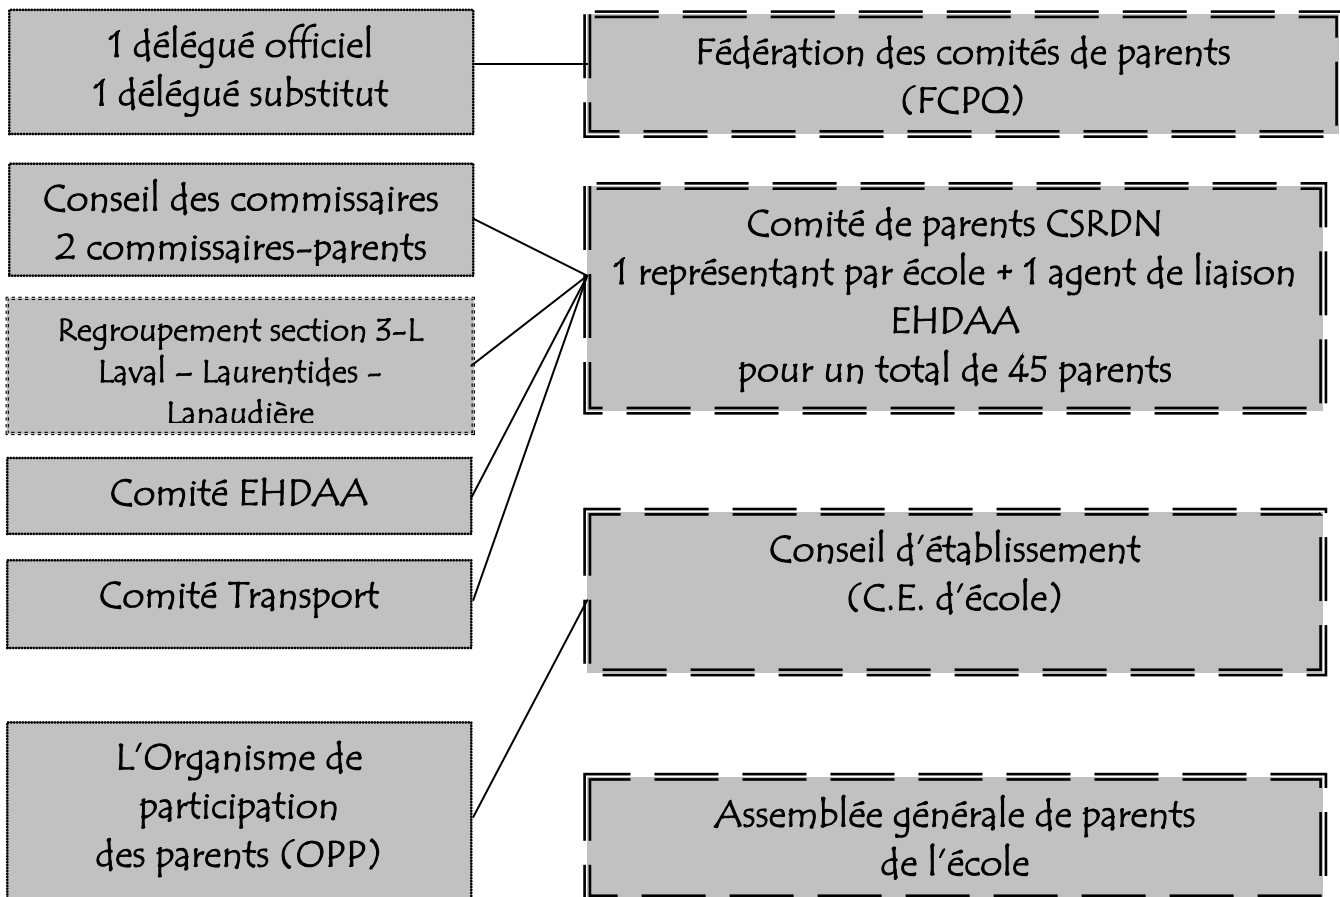 1 délégué officiel
1 délégué substitut
Fédération des comités de parents
(FCPQ)
Conseil des commissaires
2 commissaires-parents
Comité de parents CSRDN
1 représentant par école + 1 agent de liaison
EHDAA
pour un total de 45 parents
Regroupement section 3-L
Laval – Laurentides -
Lanaudière
Comité EHDAA
Comité Transport
Conseil d'établissement
(C.E. d'école)
L'Organisme de
participation
des parents (OPP)
Assemblée générale de parents
de l'école